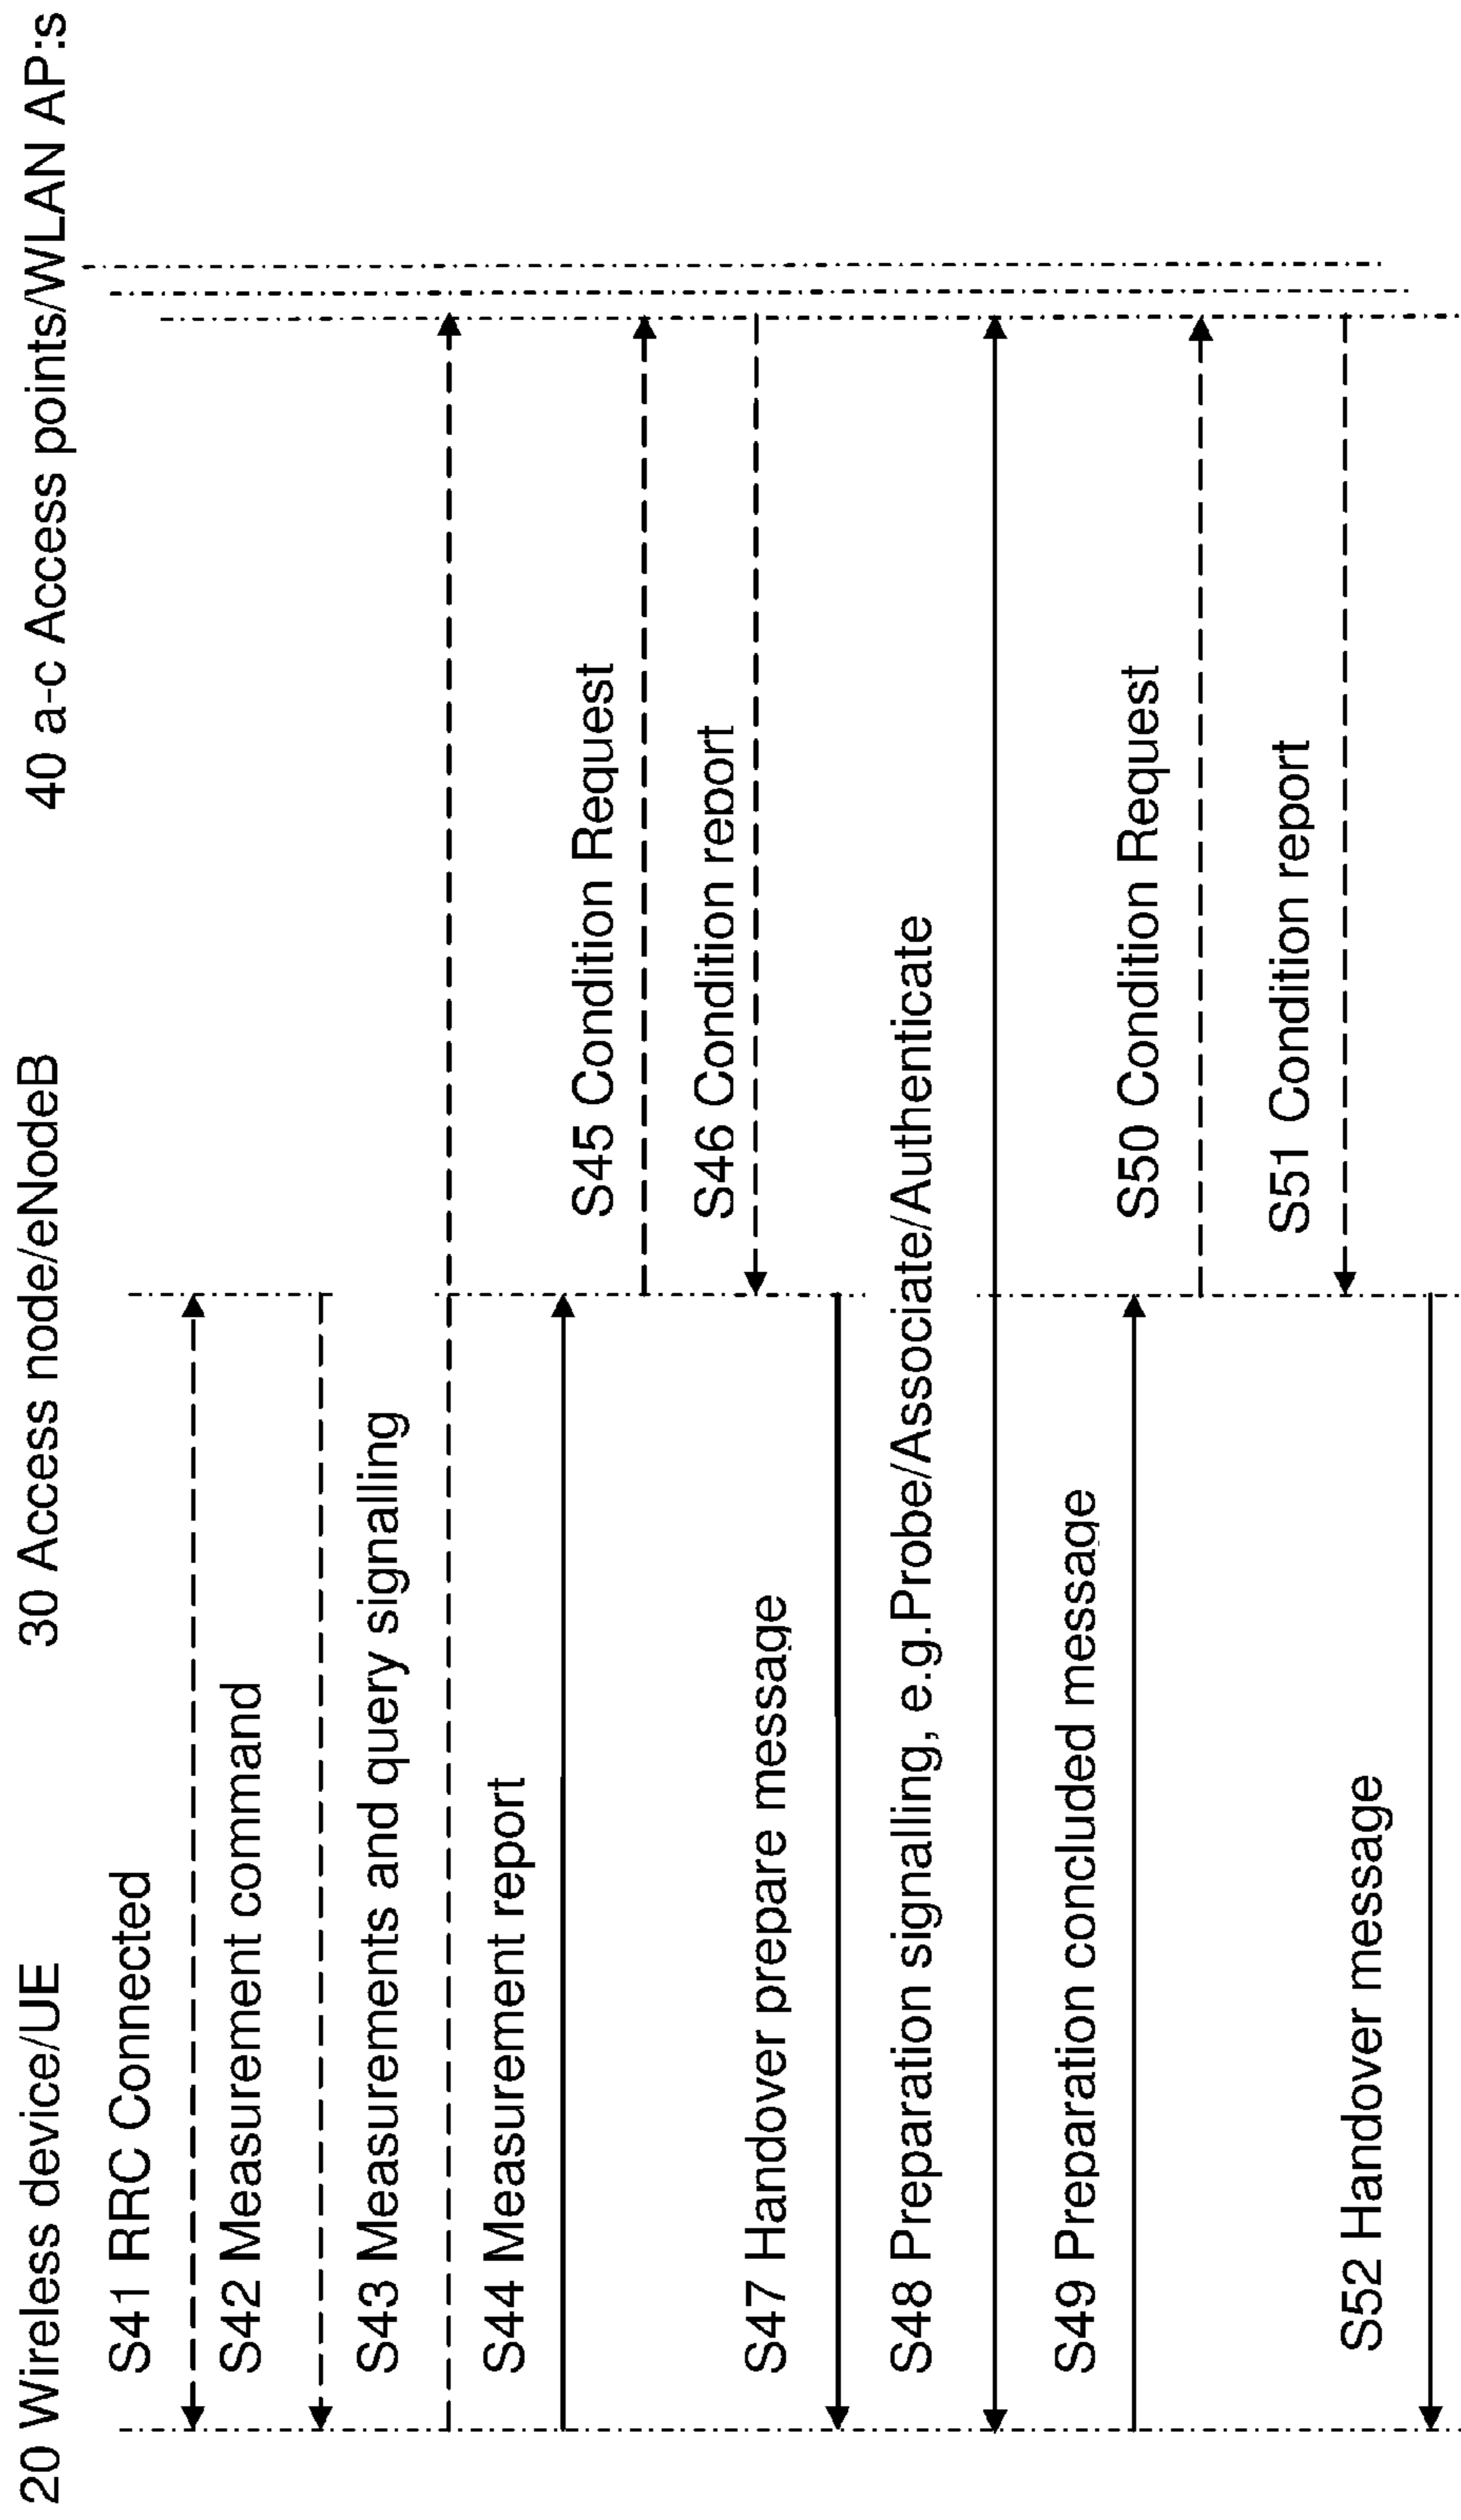 20 Wireless device/UE
30 Access node/eNodeB
40 a-c Access points/WLAN AP:s
S41 RRC Connected
S42 Measurement command
S43 Measurements and query signalling
S44 Measurement report
S45 Condition Request
S46 Condition report
S47 Handover prepare message
S48 Preparation signalling, e.g.Probe/Associate/Authenticate
S49 Preparation concluded message
S50 Condition Request
S51 Condition report
S52 Handover message